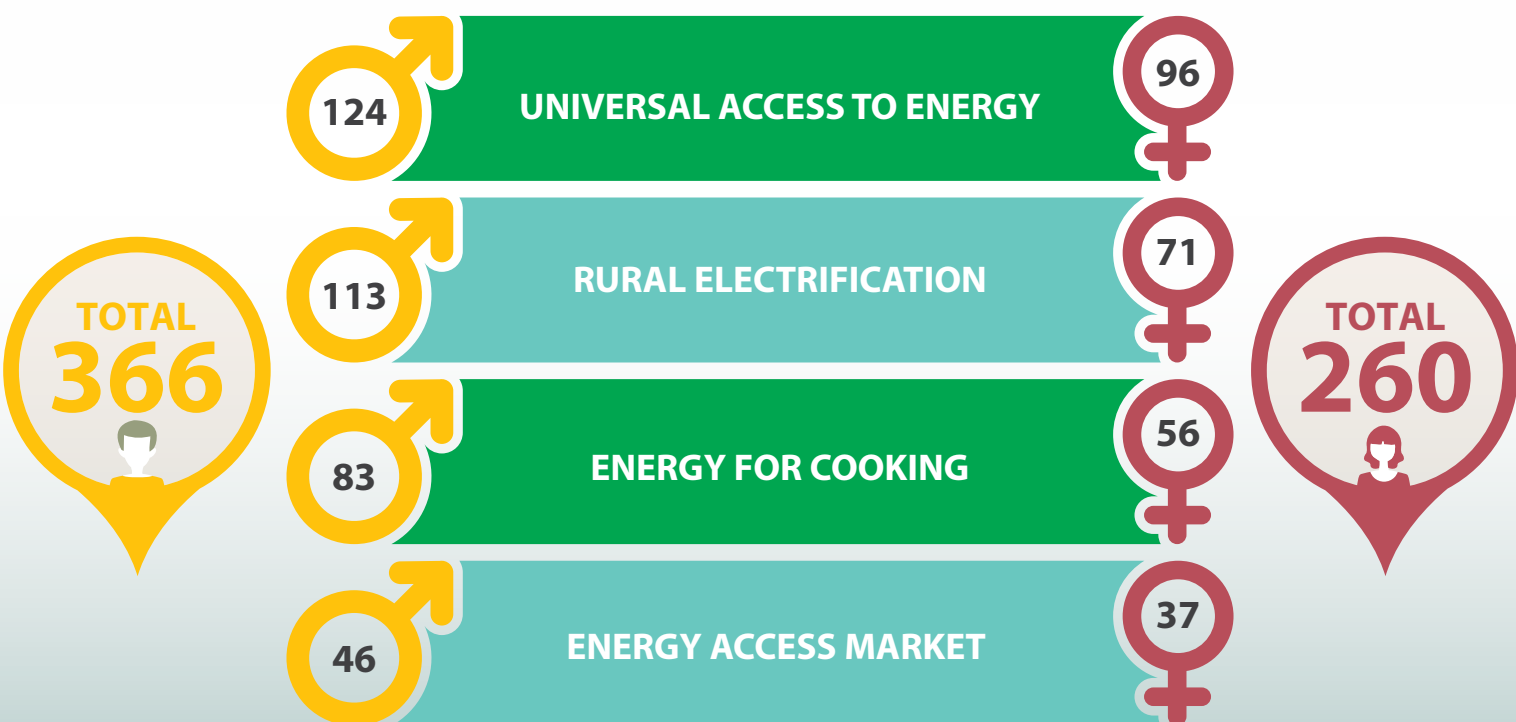 124
UNIVERSAL ACCESS TO ENERGY
96
113
RURAL ELECTRIFICATION
71
TOTAL
366
TOTAL
260
83
ENERGY FOR COOKING
56
46
ENERGY ACCESS MARKET
37